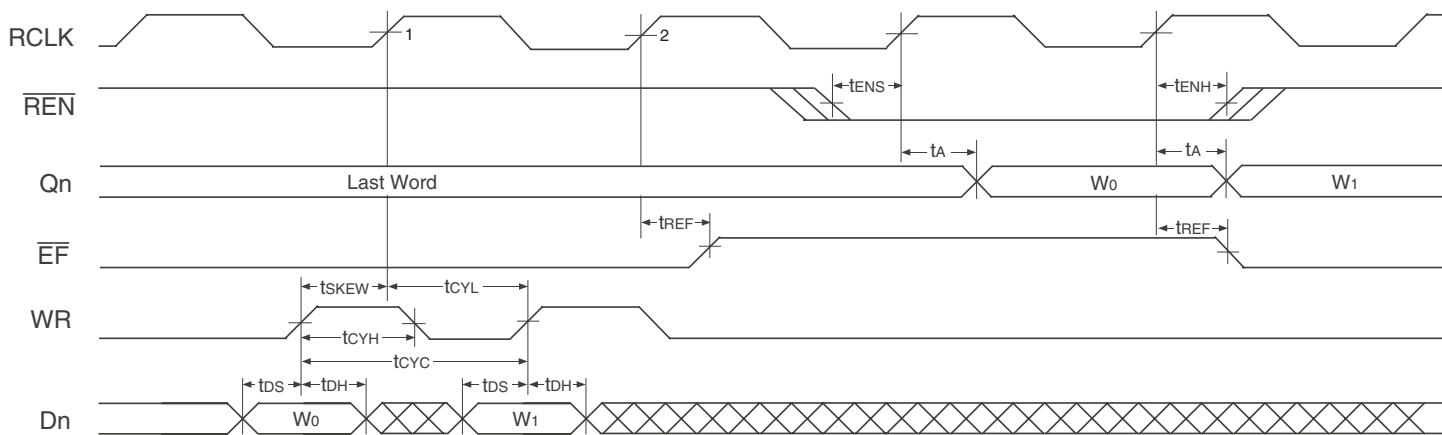 RCLK 1 2
REN tENS tENH
tA tA
Qn Last Word W0 W1
tREF tREF
EF
tSKEW tCYL
WR
tCYH
tCYC
tDS tDH tDS tDH
Dn W0 W1